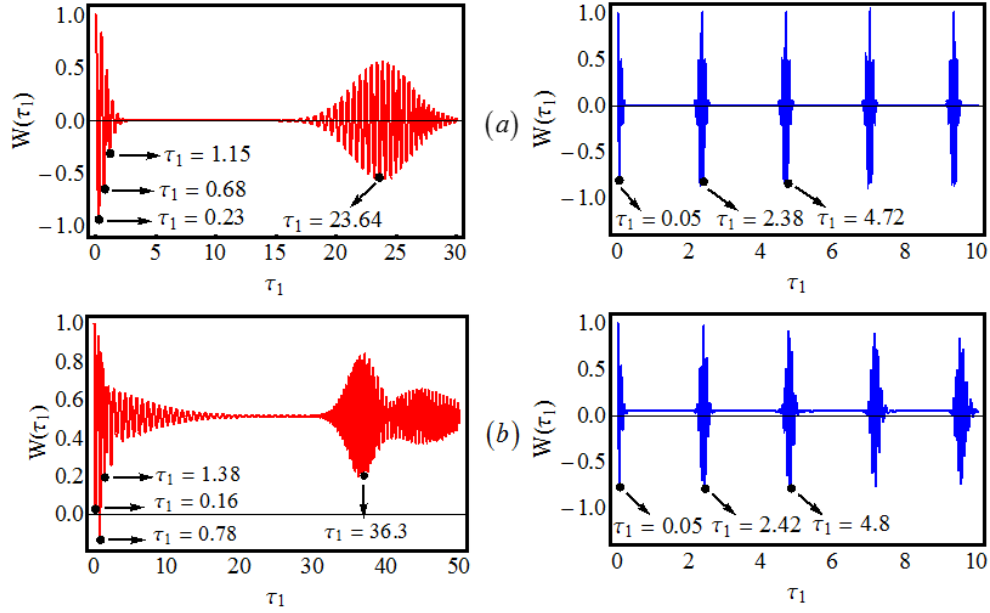 1.0
0.5
0.0
−0.5
−1.0
W(τ1)
τ1 = 1.15
τ1 = 0.68
τ1 = 0.23
τ1 = 23.64
0 5 10 15 20 25 30
τ1
(a)
1.0
0.5
0.0
−0.5
−1.0
W(τ1)
τ1 = 0.05 τ1 = 2.38 τ1 = 4.72
0 2 4 6 8 10
τ1
1.0
0.8
0.6
0.4
0.2
0.0
W(τ1)
τ1 = 1.38
τ1 = 0.16
τ1 = 0.78
τ1 = 36.3
0 10 20 30 40 50
τ1
(b)
1.0
0.5
0.0
−0.5
−1.0
W(τ1)
τ1 = 0.05 τ1 = 2.42 τ1 = 4.8
0 2 4 6 8 10
τ1